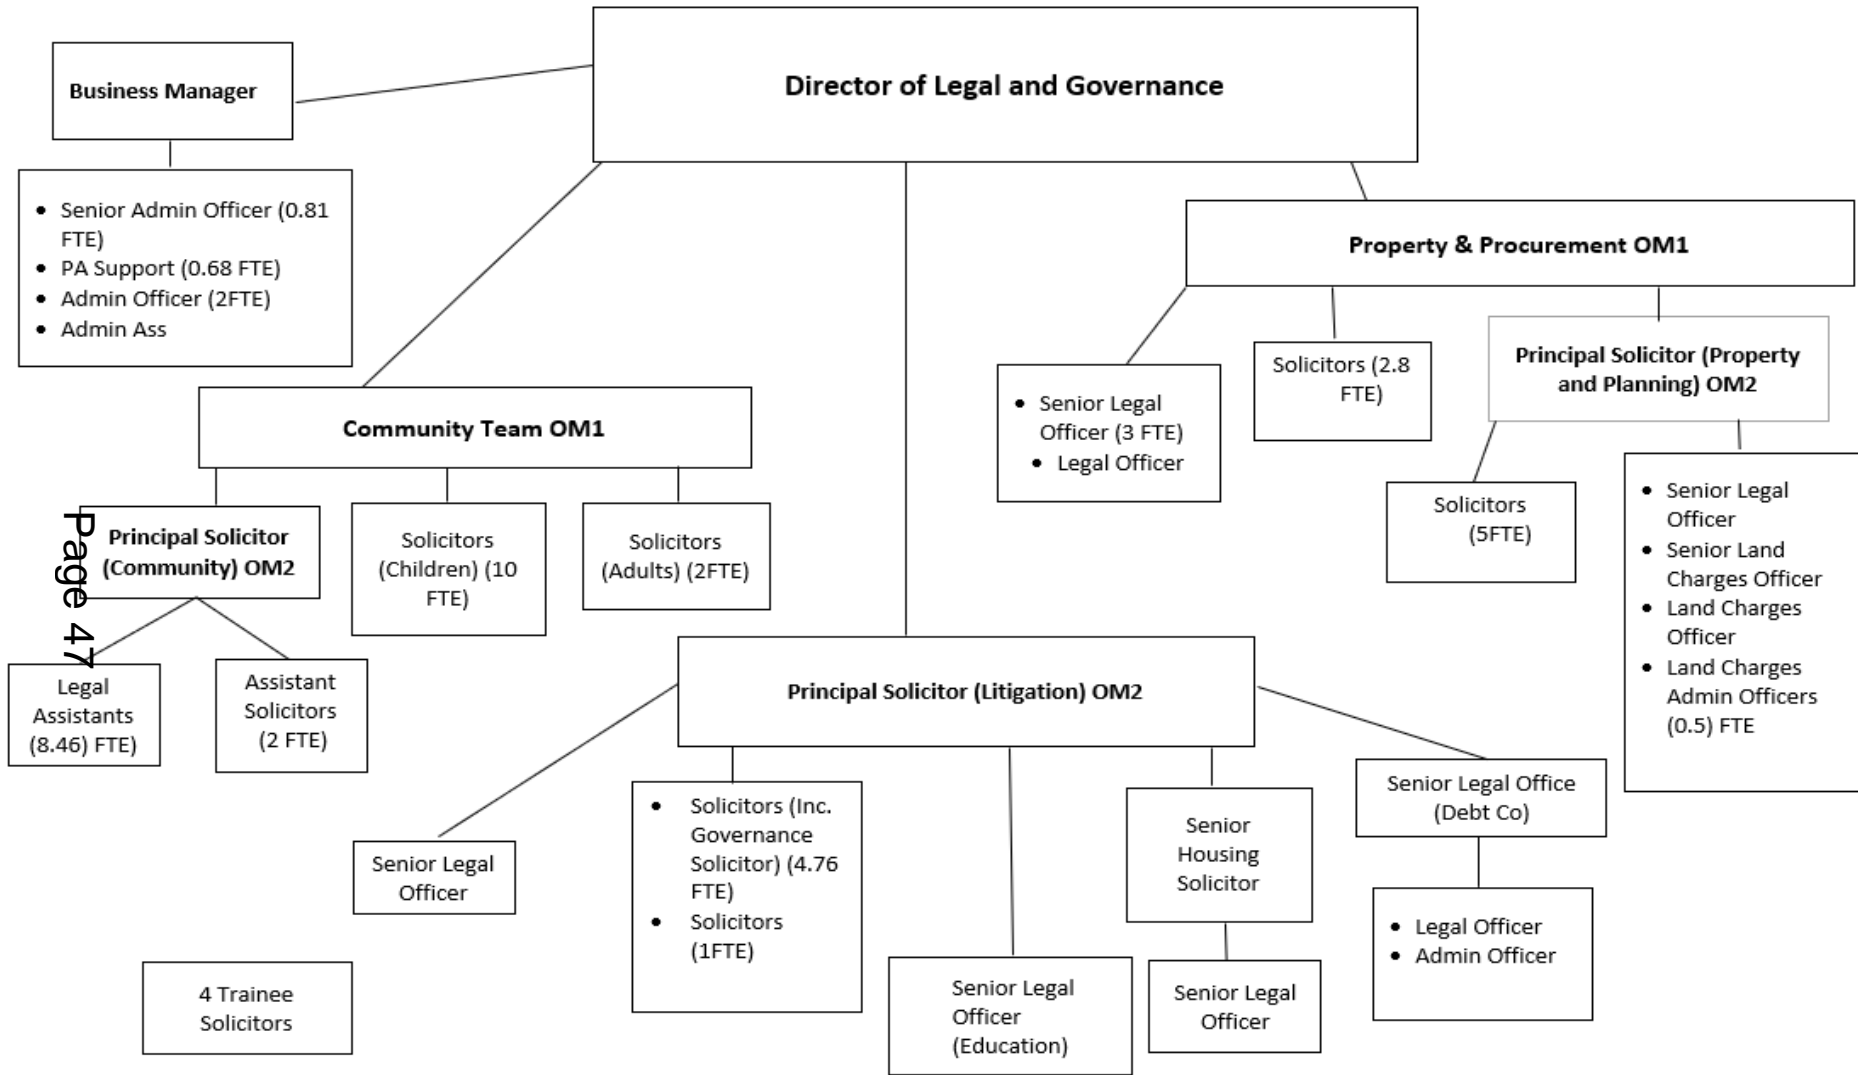 Director of Legal and Governance
Business Manager
• Senior Admin Officer (0.81
FTE)
• PA Support (0.68 FTE)
• Admin Officer (2FTE)
• Admin Ass
Property & Procurement OM1
• Senior Legal
Officer (3 FTE)
• Legal Officer
Solicitors (2.8
FTE)
Principal Solicitor (Property
and Planning) OM2
Solicitors
(5FTE)
• Senior Legal
Officer
• Senior Land
Charges Officer
• Land Charges
Officer
• Land Charges
Admin Officers
(0.5) FTE
Community Team OM1
Principal Solicitor
(Community) OM2
Solicitors
(Children) (10
FTE)
Solicitors
(Adults) (2FTE)
Page 47
Legal
Assistants
(8.46) FTE)
Assistant
Solicitors
(2 FTE)
Principal Solicitor (Litigation) OM2
Senior Legal
Officer
• Solicitors (Inc.
Governance
Solicitor) (4.76
FTE)
• Solicitors
(1FTE)
Senior Legal
Officer
(Education)
Senior
Housing
Solicitor
Senior Legal
Officer
Senior Legal Office
(Debt Co)
• Legal Officer
• Admin Officer
4 Trainee
Solicitors